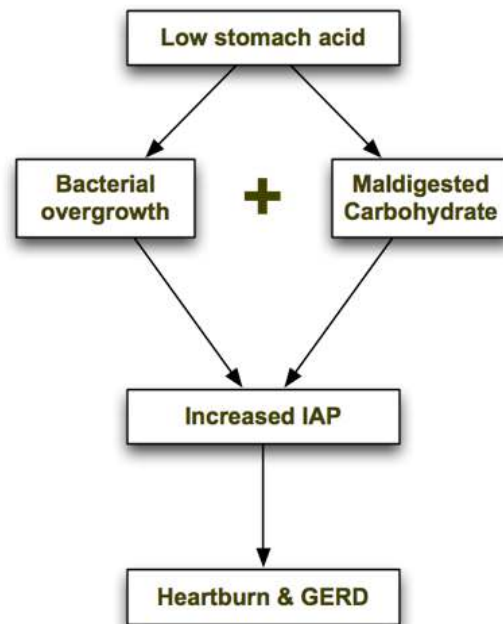 Low stomach acid
Bacterial
overgrowth
+
Maldigested
Carbohydrate
Increased IAP
Heartburn & GERD